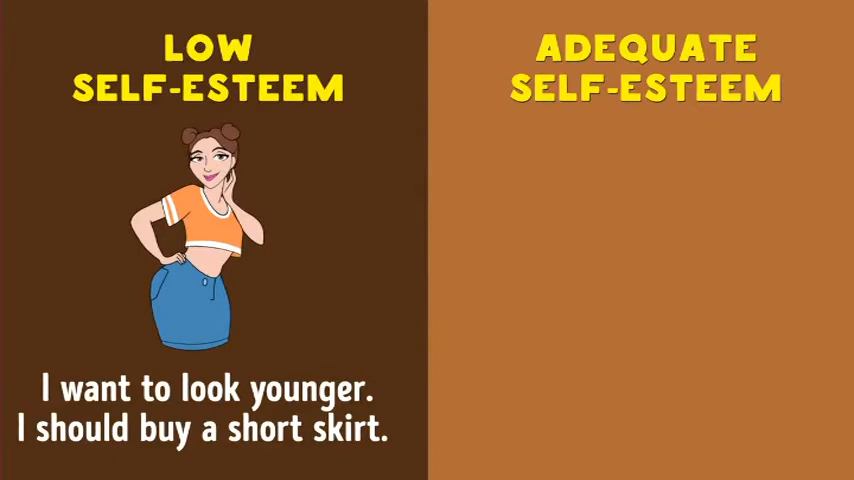 LOW
SELF-ESTEEM
I want to look younger.
I should buy a short skirt.
ADEQUATE
SELF-ESTEEM